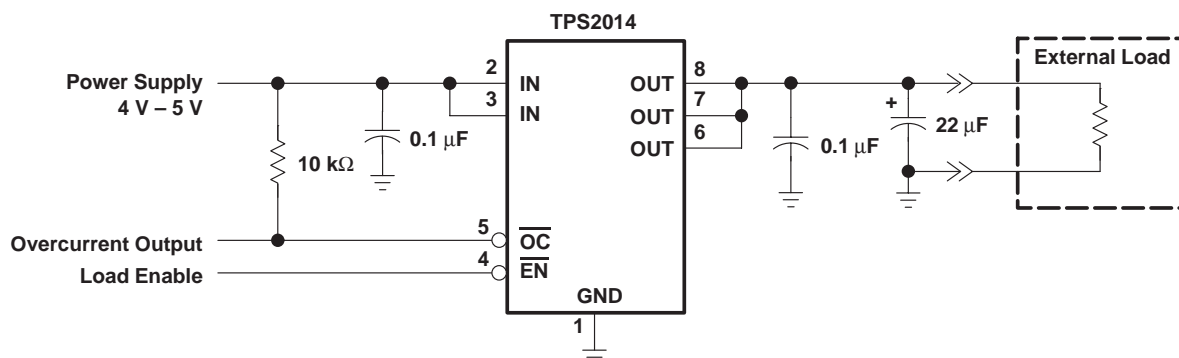 TPS2014
Power Supply
4 V – 5 V
2
IN
3
IN
0.1 μF
10 kΩ
OUT
8
OUT
7
OUT
6
0.1 μF
+
22 μF
External Load
Overcurrent Output
5
OC
Load Enable
4
EN
GND
1